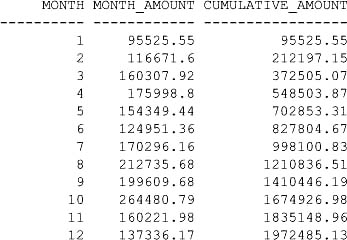 MONTH MONTH_AMOUNT CUMULATIVE_AMOUNT
---------- ------------ -----------------
1 95525.55 95525.55
2 116671.6 212197.15
3 160307.92 372505.07
4 175998.8 548503.87
5 154349.44 702853.31
6 124951.36 827804.67
7 170296.16 998100.83
8 212735.68 1210836.51
9 199609.68 1410446.19
10 264480.79 1674926.98
11 160221.98 1835148.96
12 137336.17 1972485.13